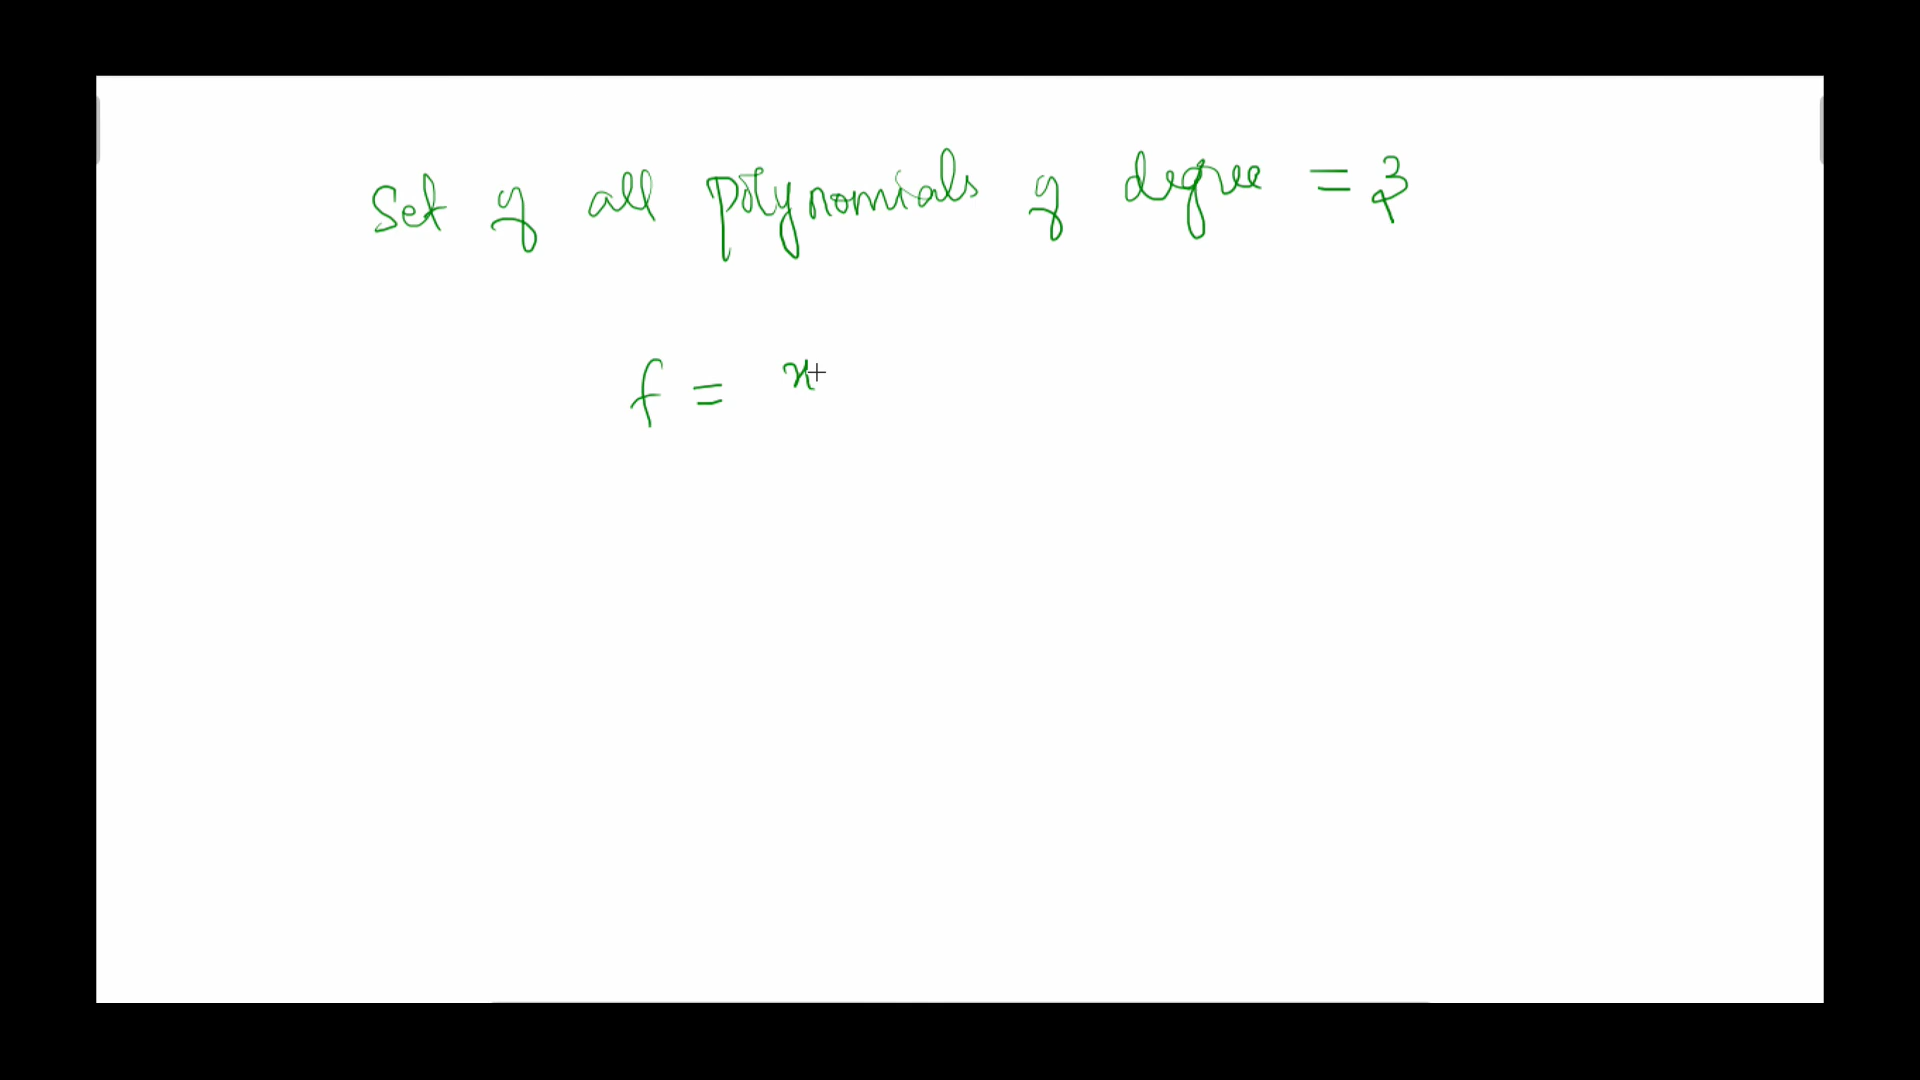 Set of all polynomials of degree = 3
f = x